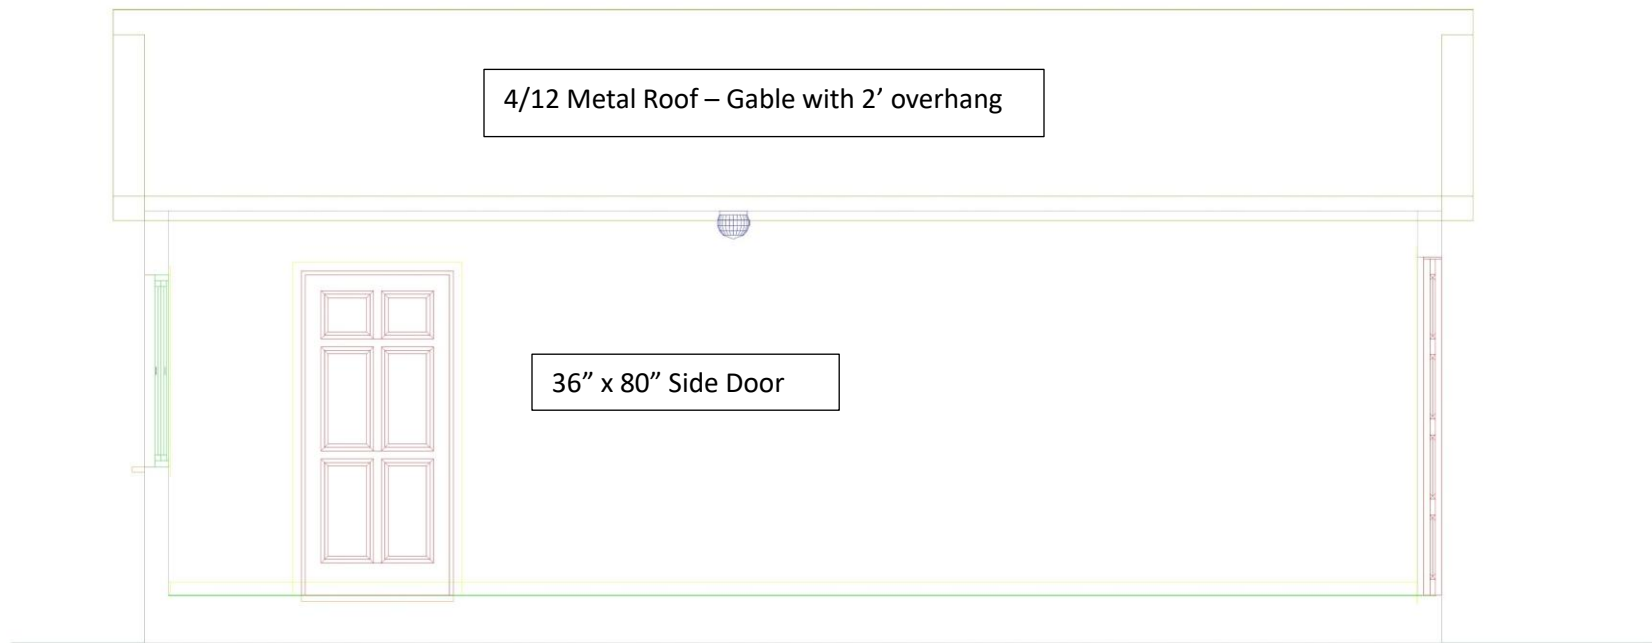 4/12 Metal Roof – Gable with 2’ overhang
36” x 80” Side Door